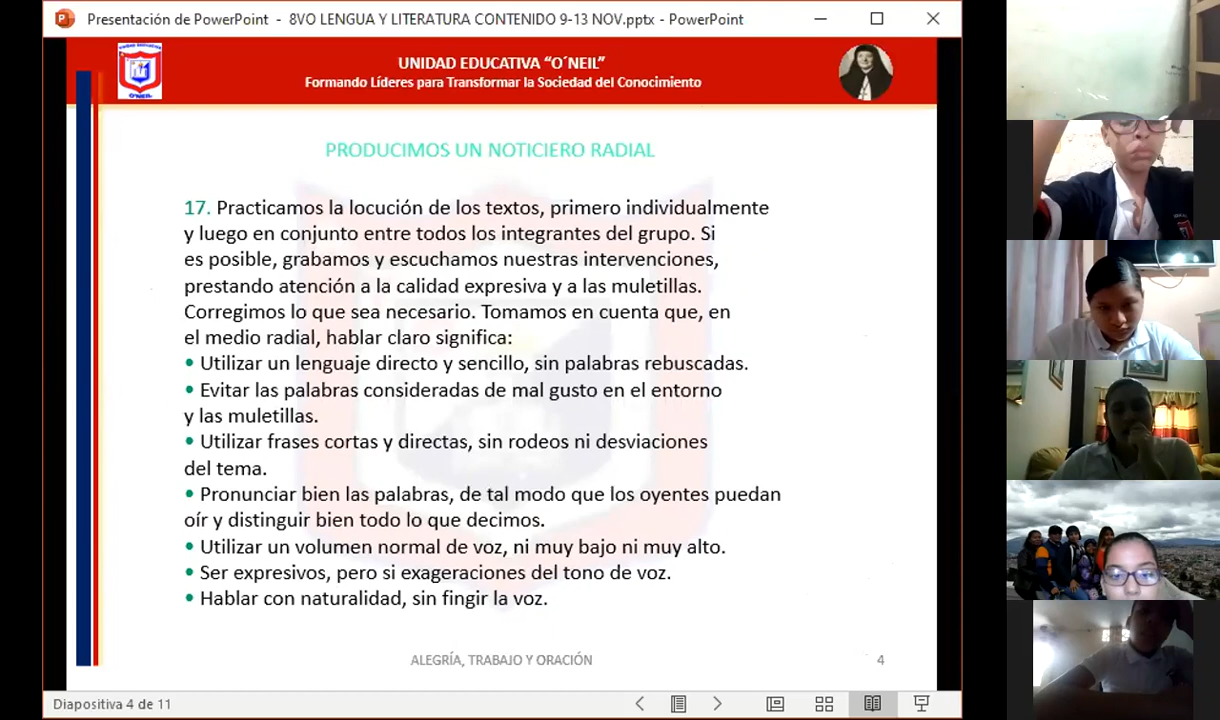 Presentación de PowerPoint - 8VO LENGUA Y LITERATURA CONTENIDO 9-13 NOV.pptx - PowerPoint
UNIDAD EDUCATIVA “O´NEIL”
Formando Líderes para Transformar la Sociedad del Conocimiento
PRODUCIMOS UN NOTICIERO RADIAL
17. Practicamos la locución de los textos, primero individualmente
y luego en conjunto entre todos los integrantes del grupo. Si
es posible, grabamos y escuchamos nuestras intervenciones,
prestando atención a la calidad expresiva y a las muletillas.
Corregimos lo que sea necesario. Tomamos en cuenta que, en
el medio radial, hablar claro significa:
• Utilizar un lenguaje directo y sencillo, sin palabras rebuscadas.
• Evitar las palabras consideradas de mal gusto en el entorno
y las muletillas.
• Utilizar frases cortas y directas, sin rodeos ni desviaciones
del tema.
• Pronunciar bien las palabras, de tal modo que los oyentes puedan
oír y distinguir bien todo lo que decimos.
• Utilizar un volumen normal de voz, ni muy bajo ni muy alto.
• Ser expresivos, pero si exageraciones del tono de voz.
• Hablar con naturalidad, sin fingir la voz.
ALEGRÍA, TRABAJO Y ORACIÓN
4
Diapositiva 4 de 11